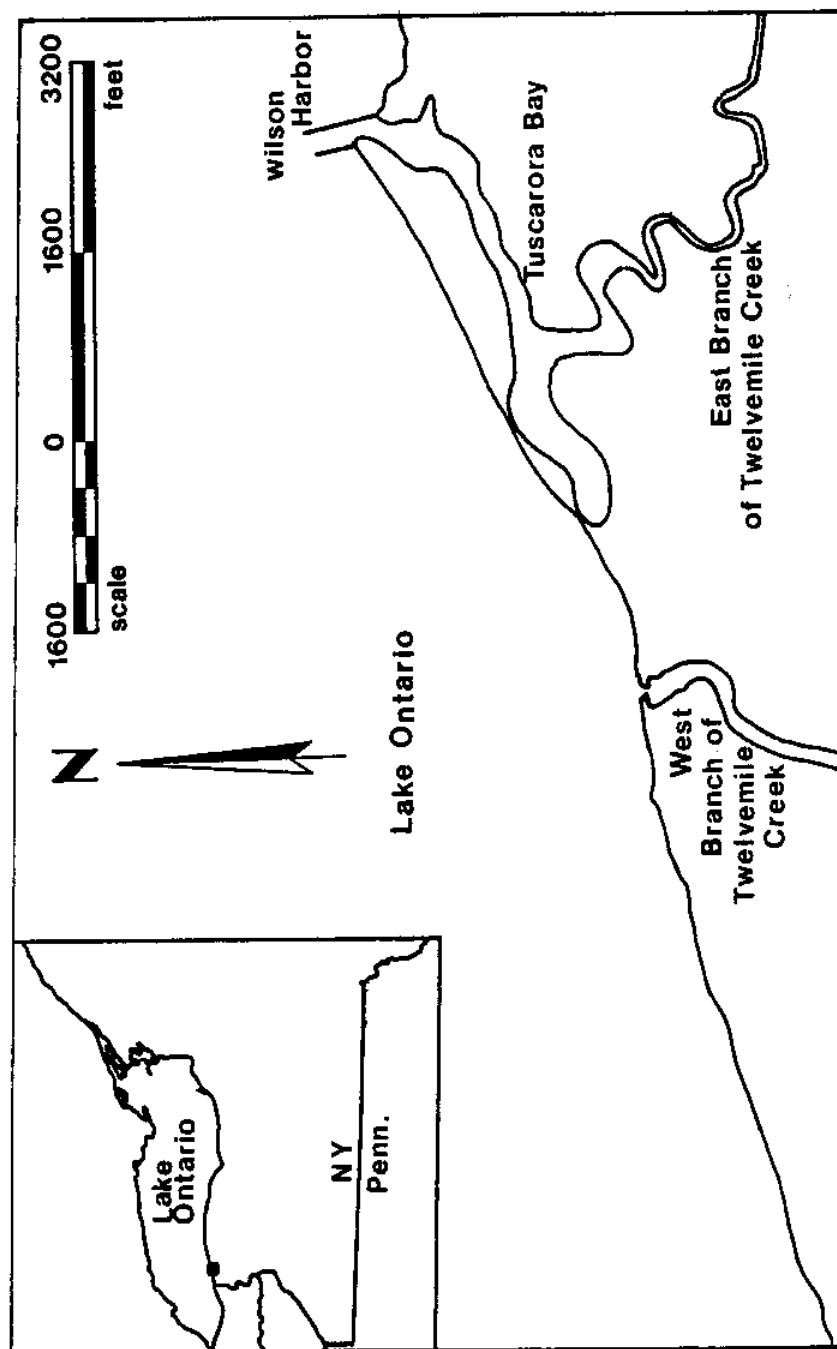 Lake
Ontario
NY
Penn.
N
1600
0
1600
3200
scale
feet
Lake Ontario
Wilson
Harbor
Tuscarora Bay
East Branch
of Twelvemile Creek
West
Branch of
Twelvemile
Creek